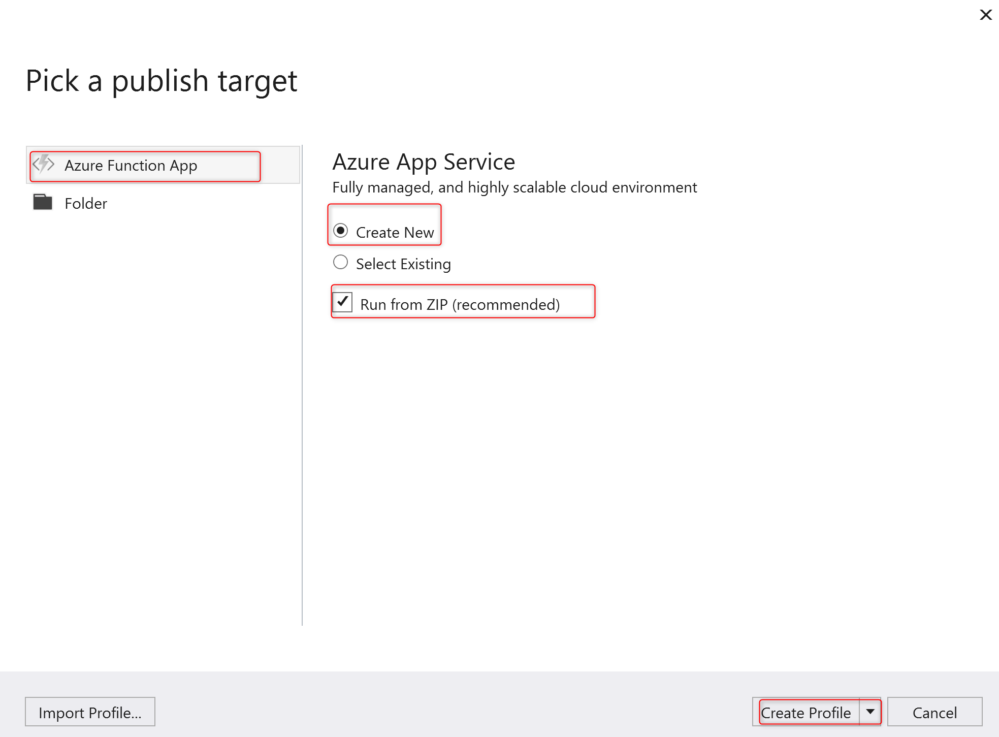 Pick a publish target
Azure Function App
Folder
Azure App Service
Fully managed, and highly scalable cloud environment
Create New
Select Existing
Run from ZIP (recommended)
Import Profile...
Create Profile
Cancel